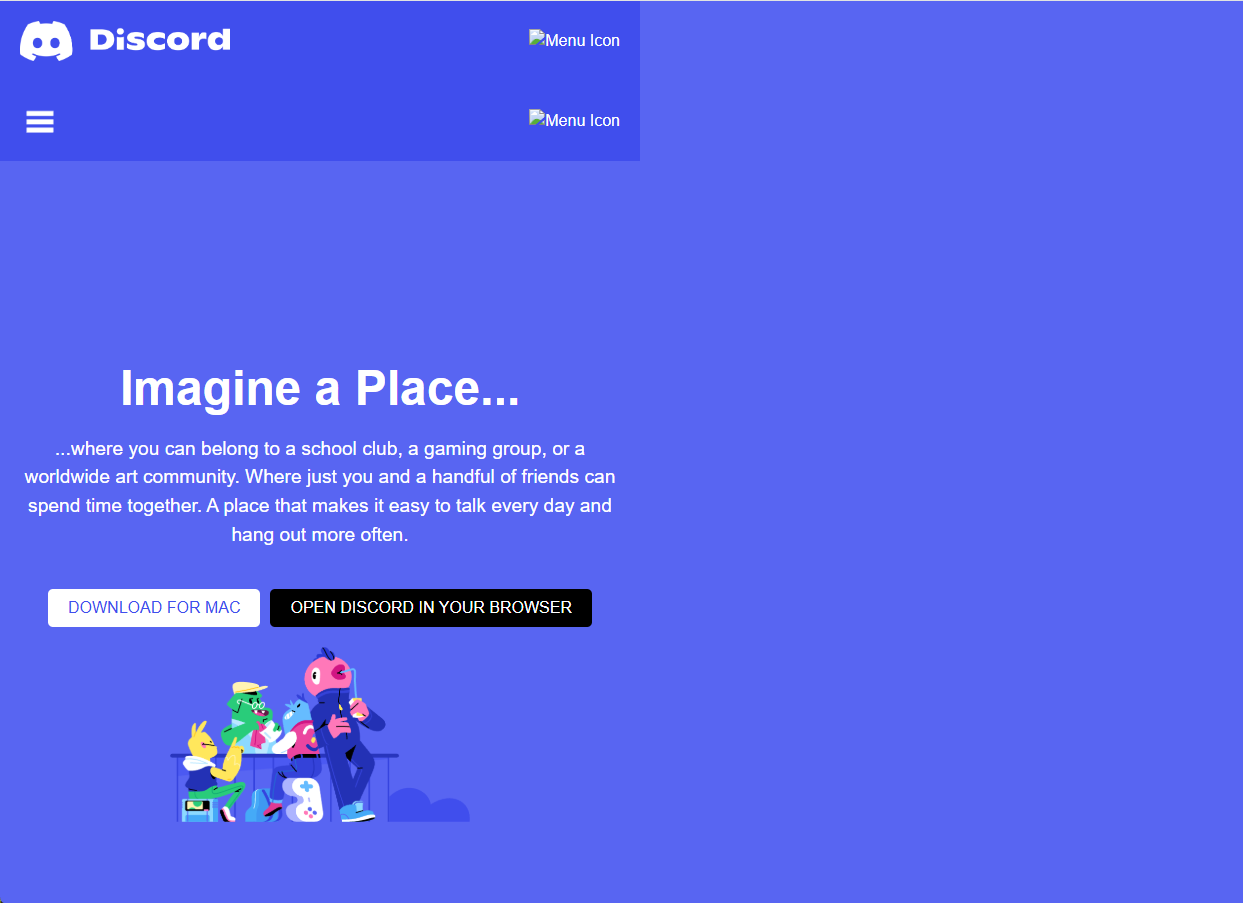 Discord
Menu Icon
Menu Icon
Imagine a Place...
...where you can belong to a school club, a gaming group, or a
worldwide art community. Where just you and a handful of friends can
spend time together. A place that makes it easy to talk every day and
hang out more often.
DOWNLOAD FOR MAC
OPEN DISCORD IN YOUR BROWSER